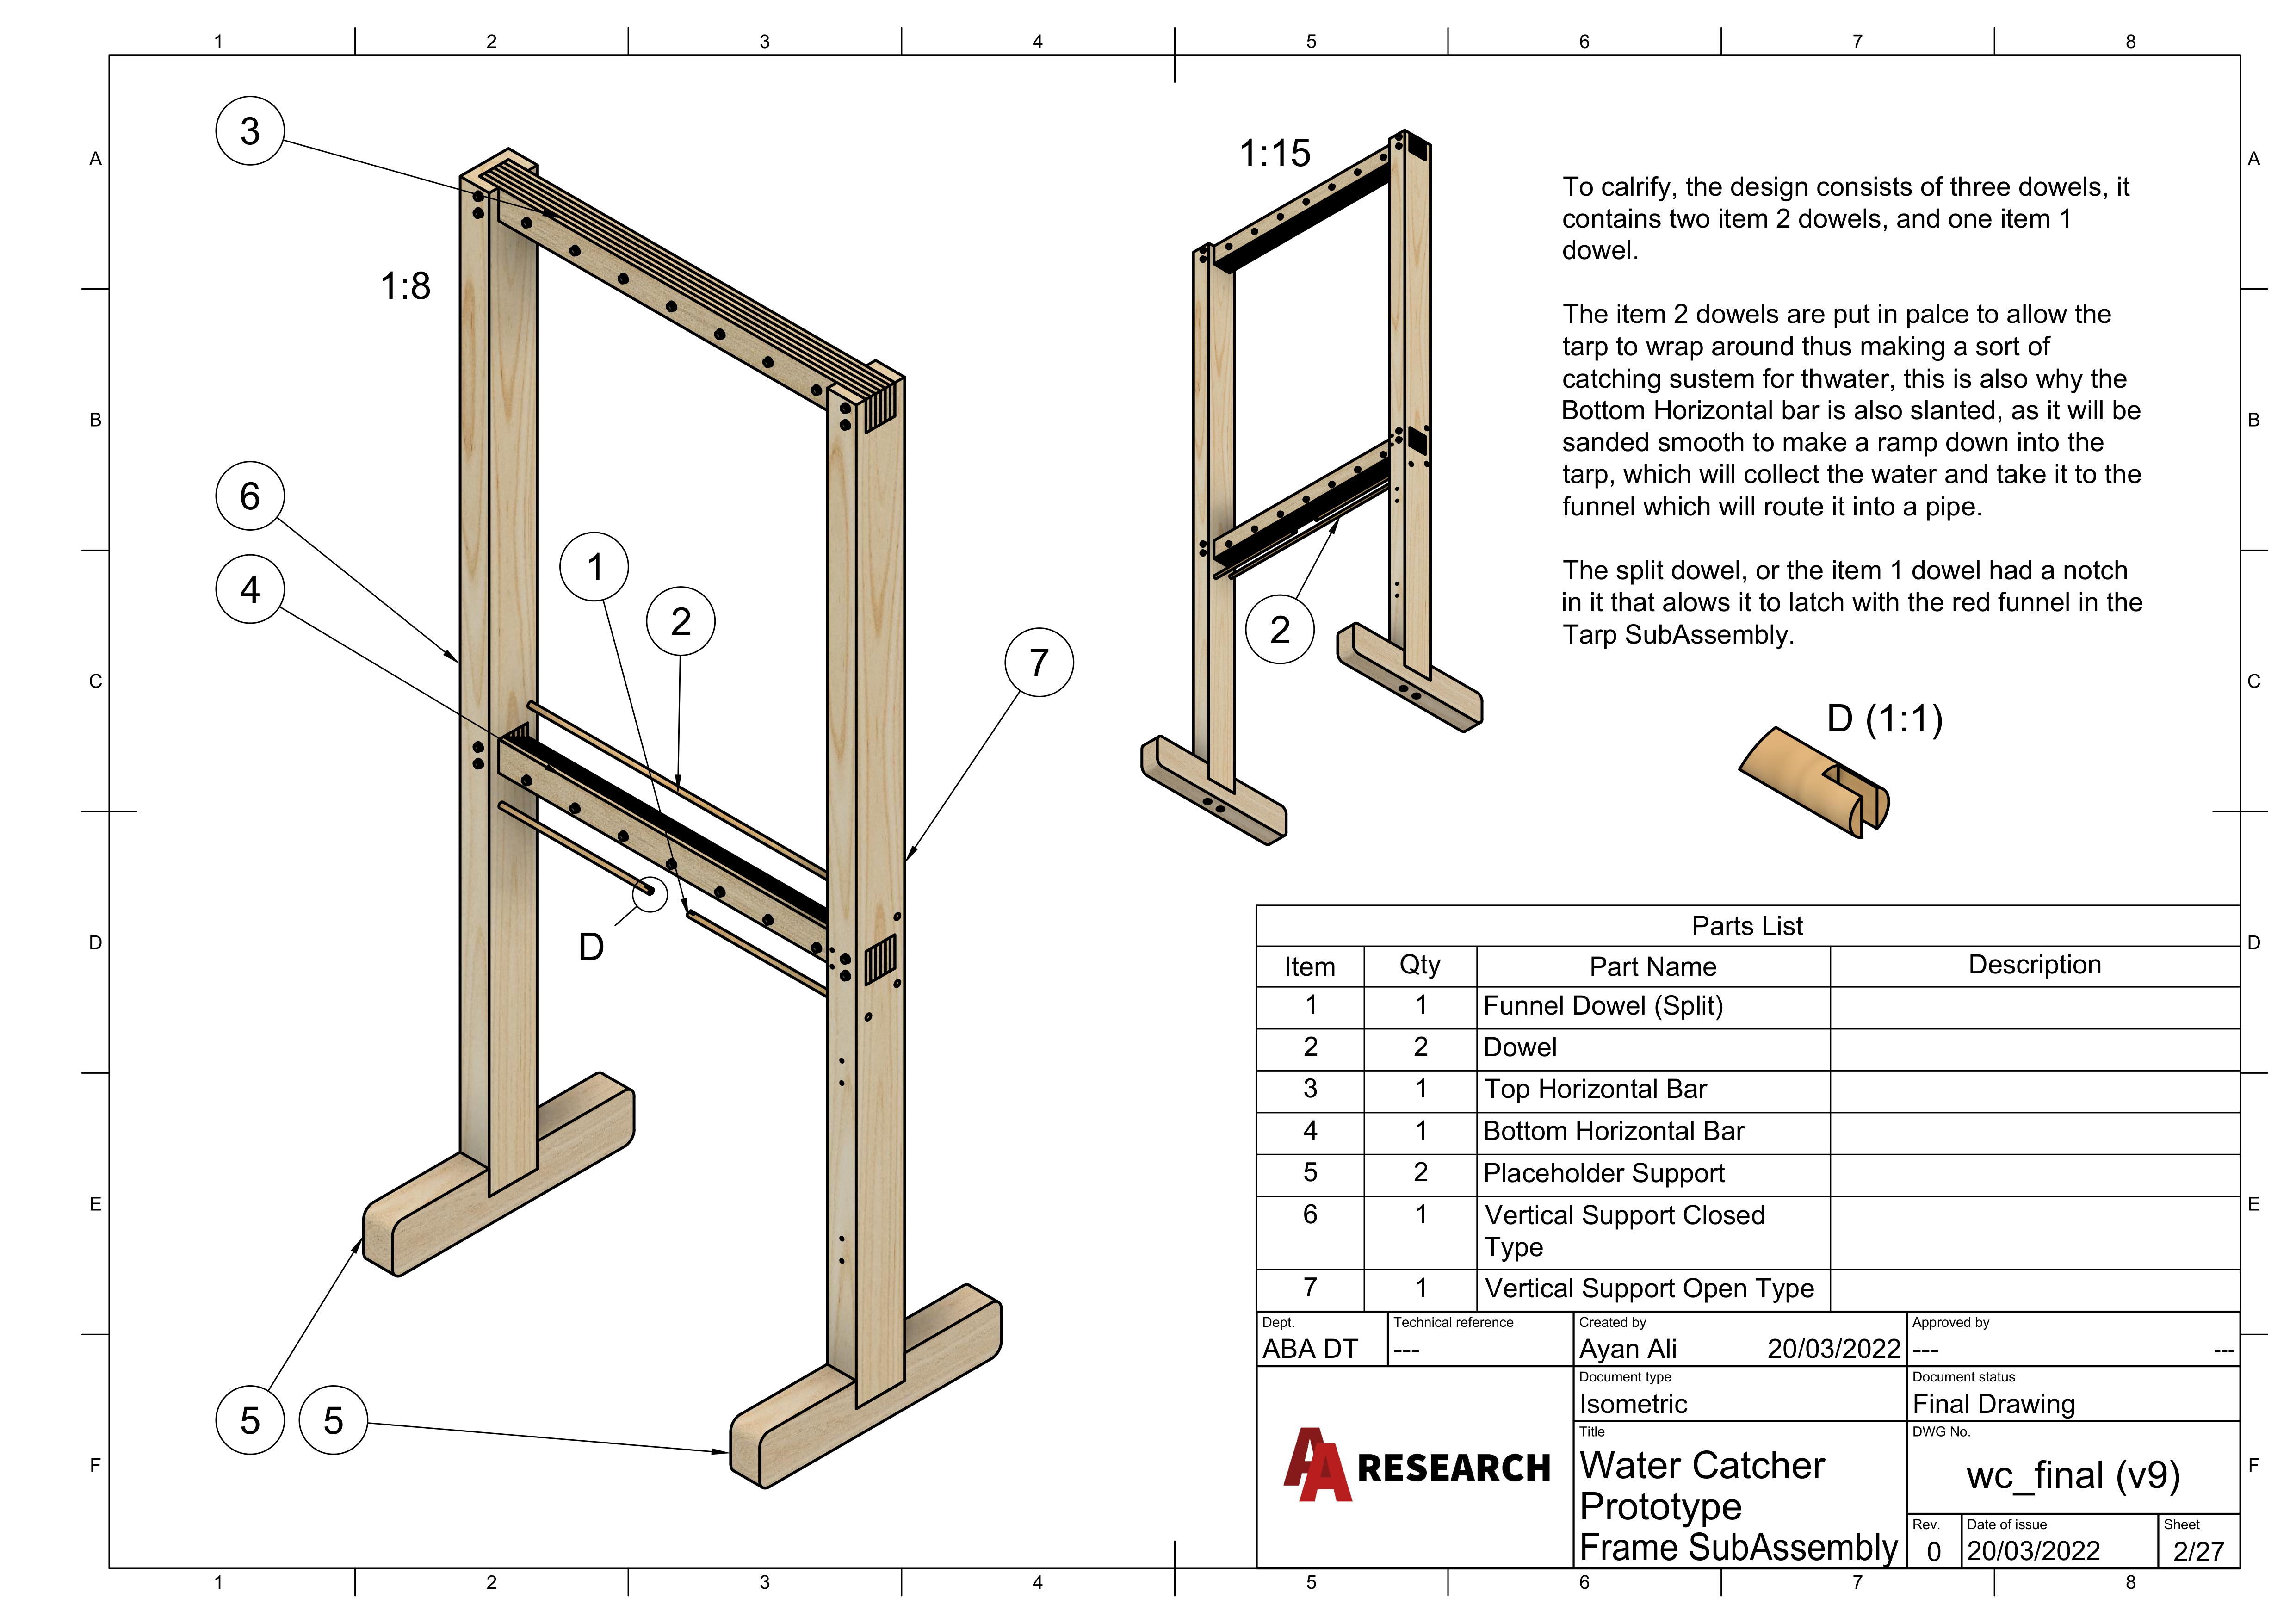 1 2 3 4 5 6 7 8
A A
B B
C C
D D
E E
F F
3
1:8
6
4
1
2
7
D
5 5
1:15
2
To calrify, the design consists of three dowels, it
contains two item 2 dowels, and one item 1
dowel.
The item 2 dowels are put in palce to allow the
tarp to wrap around thus making a sort of
catching sustem for thwater, this is also why the
Bottom Horizontal bar is also slanted, as it will be
sanded smooth to make a ramp down into the
tarp, which will collect the water and take it to the
funnel which will route it into a pipe.
The split dowel, or the item 1 dowel had a notch
in it that alows it to latch with the red funnel in the
Tarp SubAssembly.
D (1:1)
Parts List
Item Qty Part Name Description
1 1 Funnel Dowel (Split)
2 2 Dowel
3 1 Top Horizontal Bar
4 1 Bottom Horizontal Bar
5 2 Placeholder Support
6 1 Vertical Support Closed
Type
7 1 Vertical Support Open Type
Dept. Technical reference Created by Approved by
ABA DT --- Ayan Ali 20/03/2022 --- ---
Document type Document status
Isometric Final Drawing
Title DWG No.
AA RESEARCH
Water Catcher
Prototype
Frame SubAssembly
wc_final (v9)
Rev. Date of issue Sheet
0 20/03/2022 2/27
1 2 3 4 5 6 7 8